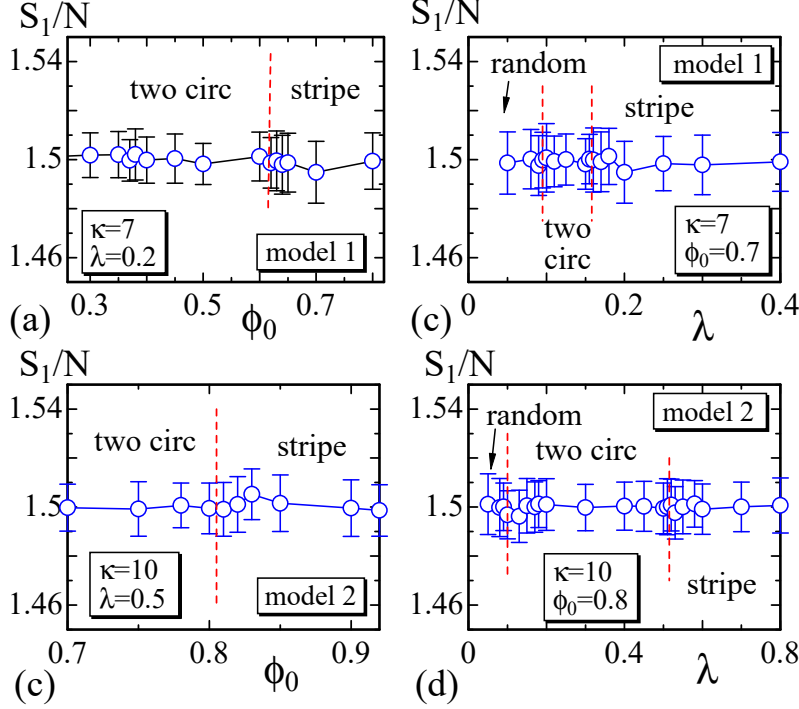 S₁/N
1.54
1.5
1.46
two circ
stripe
κ=7
λ=0.2
model 1
0.3
0.5
0.7
(a)
ϕ₀
S₁/N
1.54
1.5
1.46
random
model 1
stripe
two
circ
κ=7
ϕ₀=0.7
0
0.2
0.4
(c)
λ
S₁/N
1.54
1.5
1.46
two circ
stripe
κ=10
λ=0.5
model 2
0.7
0.8
0.9
(c)
ϕ₀
S₁/N
1.54
1.5
1.46
random
model 2
two circ
κ=10
ϕ₀=0.8
stripe
0
0.4
0.8
(d)
λ